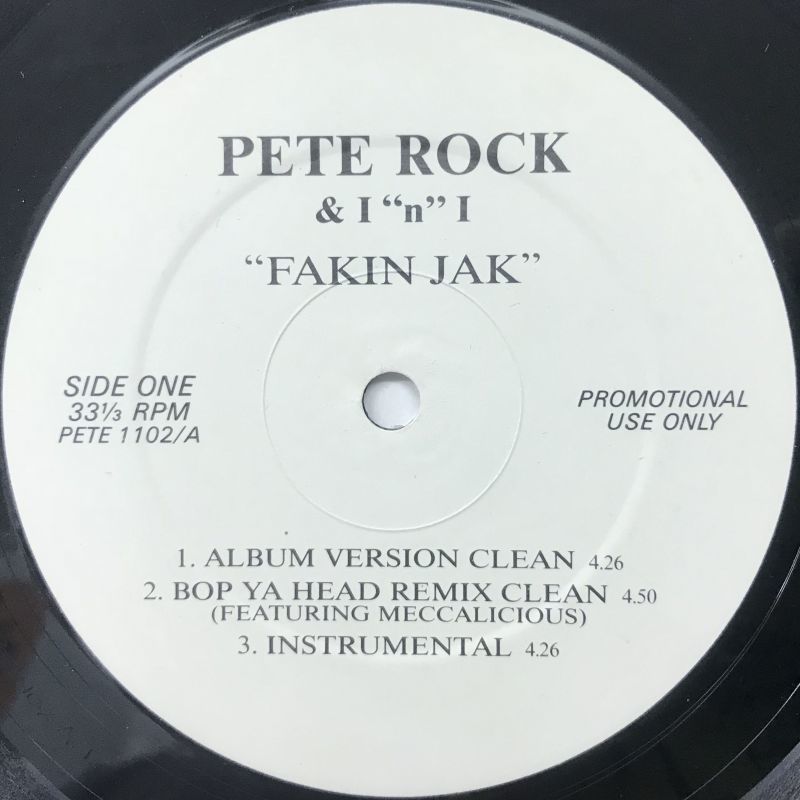 PETE ROCK
& I “n” I
“FAKIN JAK”
SIDE ONE
33⅓ RPM
PETE 1102/A
PROMOTIONAL
USE ONLY
1. ALBUM VERSION CLEAN 4.26
2. BOP YA HEAD REMIX CLEAN 4.50
(FEATURING MECCALICIOUS)
3. INSTRUMENTAL 4.26